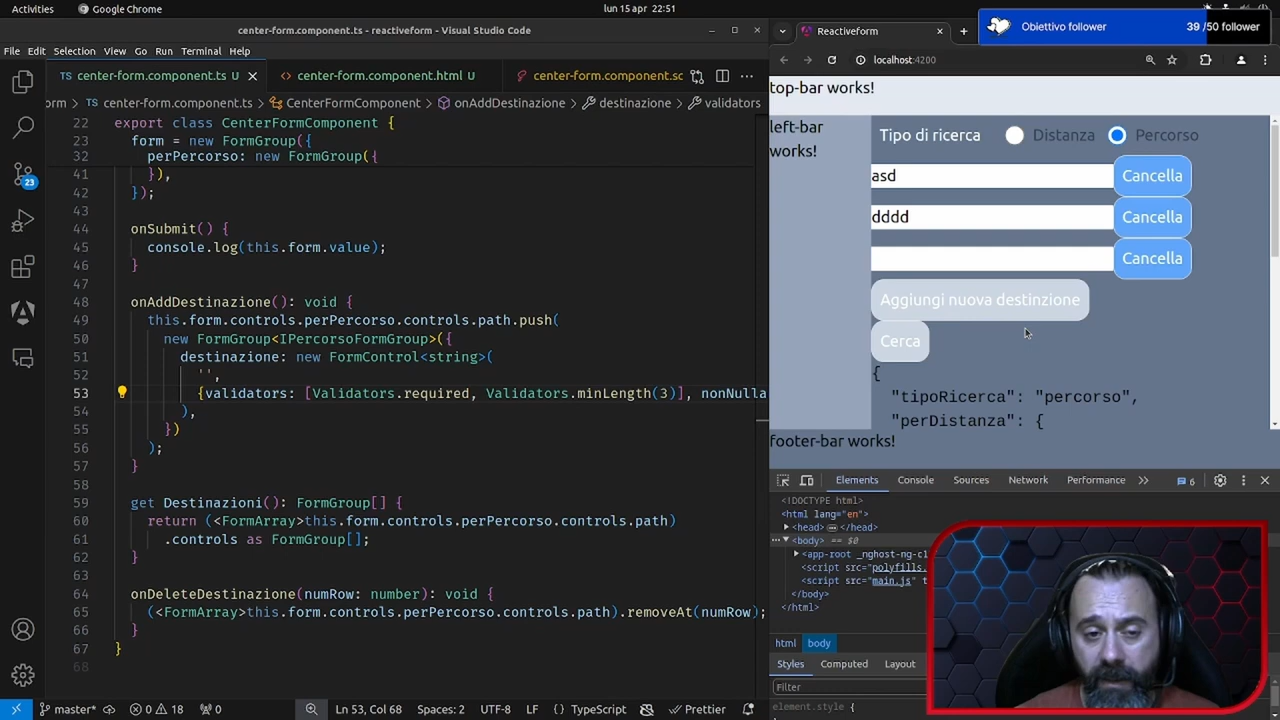 Activities
Google Chrome
lun 15 apr 22:51
center-form.component.ts - reactiveform - Visual Studio Code
File Edit Selection View Go Run Terminal Help
center-form.component.ts U
center-form.component.html U
center-form.component.sc
orm > center-form.component.ts > CenterFormComponent > onAddDestinazione > destinazione > validators
22 export class CenterFormComponent {
23 form = new FormGroup({
32 perPercorso: new FormGroup({
41 }),
42 });
43
44 onSubmit() {
45 console.log(this.form.value);
46 }
47
48 onAddDestinazione(): void {
49 this.form.controls.perPercorso.controls.path.push(
50 new FormGroup<IPercorsoFormGroup>({
51 destinazione: new FormControl<string>(
52 '',
53 {validators: [Validators.required, Validators.minLength(3)], nonNulla
54 ),
55 })
56 );
57 }
58
59 get Destinazioni(): FormGroup[] {
60 return (<FormArray>this.form.controls.perPercorso.controls.path)
61 .controls as FormGroup[];
62 }
63
64 onDeleteDestinazione(numRow: number): void {
65 (<FormArray>this.form.controls.perPercorso.controls.path).removeAt(numRow);
66 }
67 }
68
23
master* 0 18 0
Ln 53, Col 68 Spaces: 2 UTF-8 LF {} TypeScript Prettier
Obiettivo follower 39 /50 follower
Reactiveform
localhost:4200
top-bar works!
left-bar
works!
Tipo di ricerca Distanza Percorso
asd Cancella
dddd Cancella
Cancella
Aggiungi nuova destinzione
Cerca
{
"tipoRicerca": "percorso",
"perDistanza": {
footer-bar works!
Elements Console Sources Network Performance 6
<!DOCTYPE html>
<html lang="en">
<head> </head>
<body> == $0
<app-root _nghost-ng-c
<script src="polyfills.
<script src="main.js" t
</body>
</html>
html body
Styles Computed Layout
Filter
element.style {